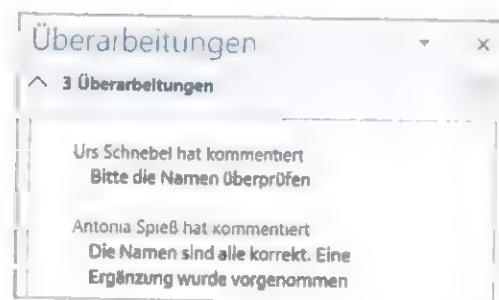 Überarbeitungen
3 Überarbeitungen
Urs Schnebel hat kommentiert
Bitte die Namen überprüfen
Antonia Spieß hat kommentiert
Die Namen sind alle korrekt. Eine
Ergänzung wurde vorgenommen